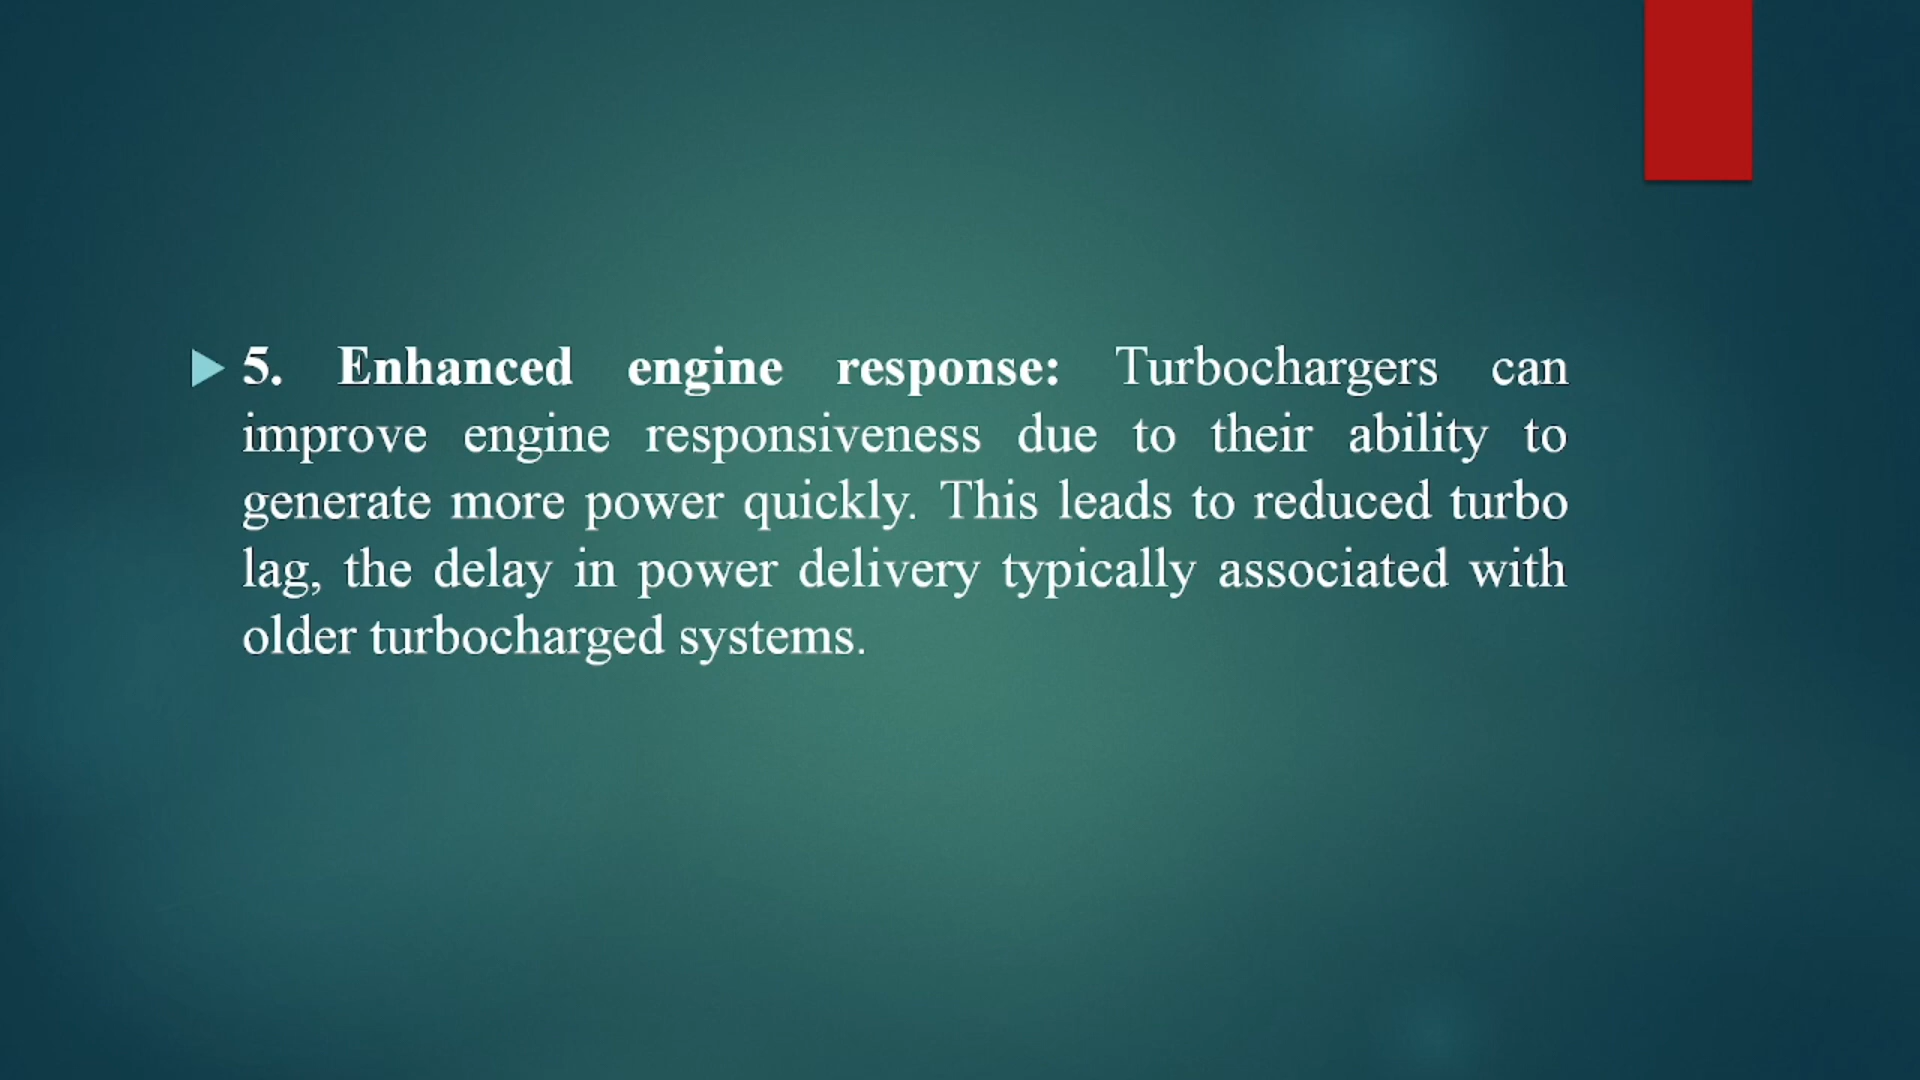 5. Enhanced engine response: Turbochargers can
improve engine responsiveness due to their ability to
generate more power quickly. This leads to reduced turbo
lag, the delay in power delivery typically associated with
older turbocharged systems.